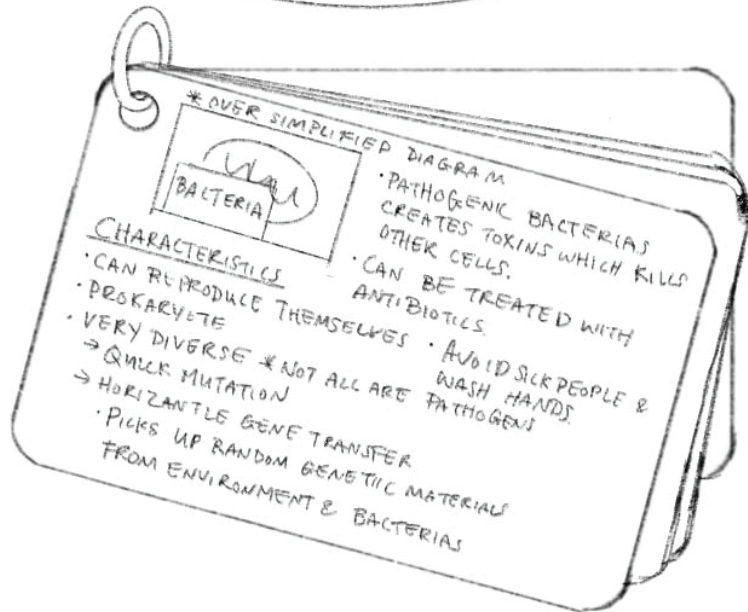 * OVER SIMPLIFIED DIAGRAM
BACTERIA
• PATHOGENIC BACTERIAS
CREATES TOXINS WHICH KILLS
OTHER CELLS.
• CAN BE TREATED WITH
ANTIBIOTICS.
• AVOID SICK PEOPLE &
WASH HANDS.
CHARACTERISTICS
• CAN REPRODUCE THEMSELVES
• PROKARYOTE
• VERY DIVERSE * NOT ALL ARE PATHOGENS
→ QUICK MUTATION
→ HORIZANTLE GENE TRANSFER
• PICKS UP RANDOM GENETIC MATERIALS
FROM ENVIRONMENT & BACTERIAS